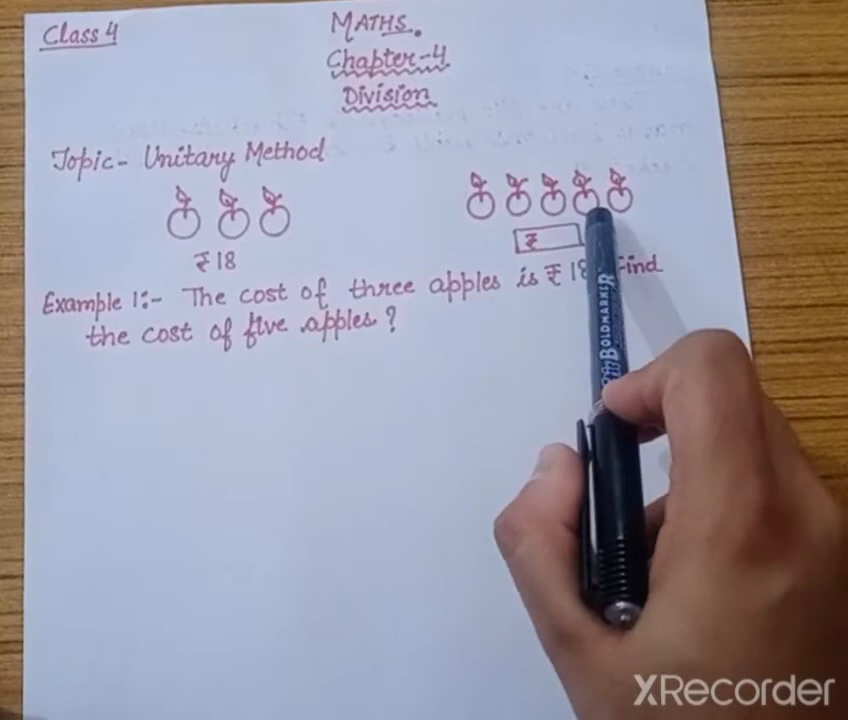 Class 4
MATHS.
Chapter-4
Division
Topic- Unitary Method
₹18
₹
Example 1:- The cost of three apples is ₹ 18 Find
the cost of five apples?
BOLDMARKER
XRecorder